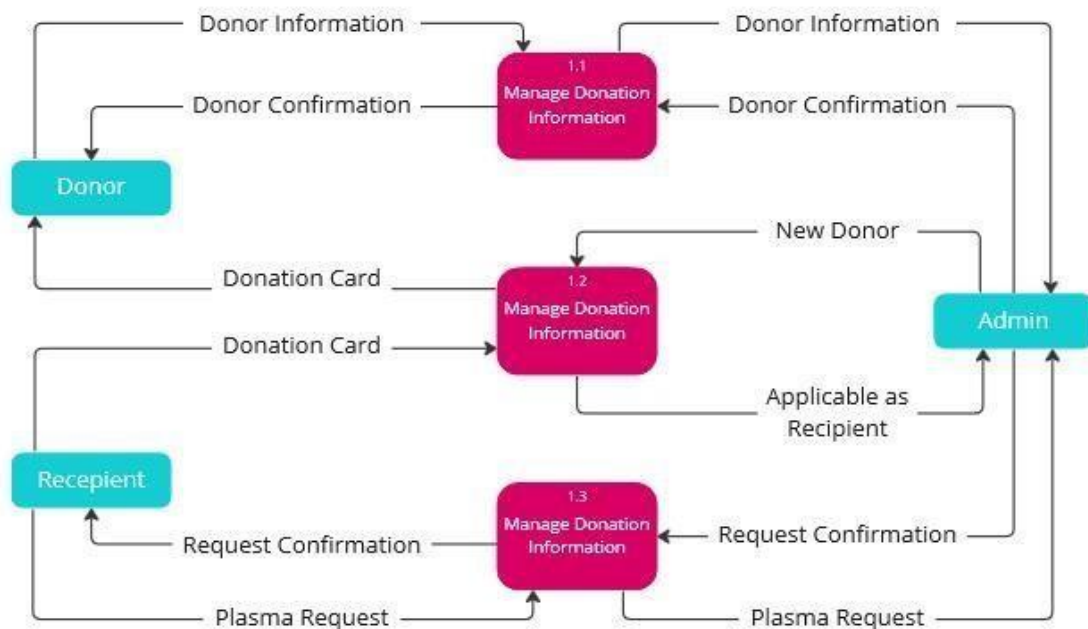 Donor Information
Donor Information
1.1
Manage Donation
Information
Donor Confirmation
Donor Confirmation
Donor
New Donor
Donation Card
1.2
Manage Donation
Information
Admin
Donation Card
Applicable as
Recipient
Recepient
1.3
Manage Donation
Information
Request Confirmation
Request Confirmation
Plasma Request
Plasma Request